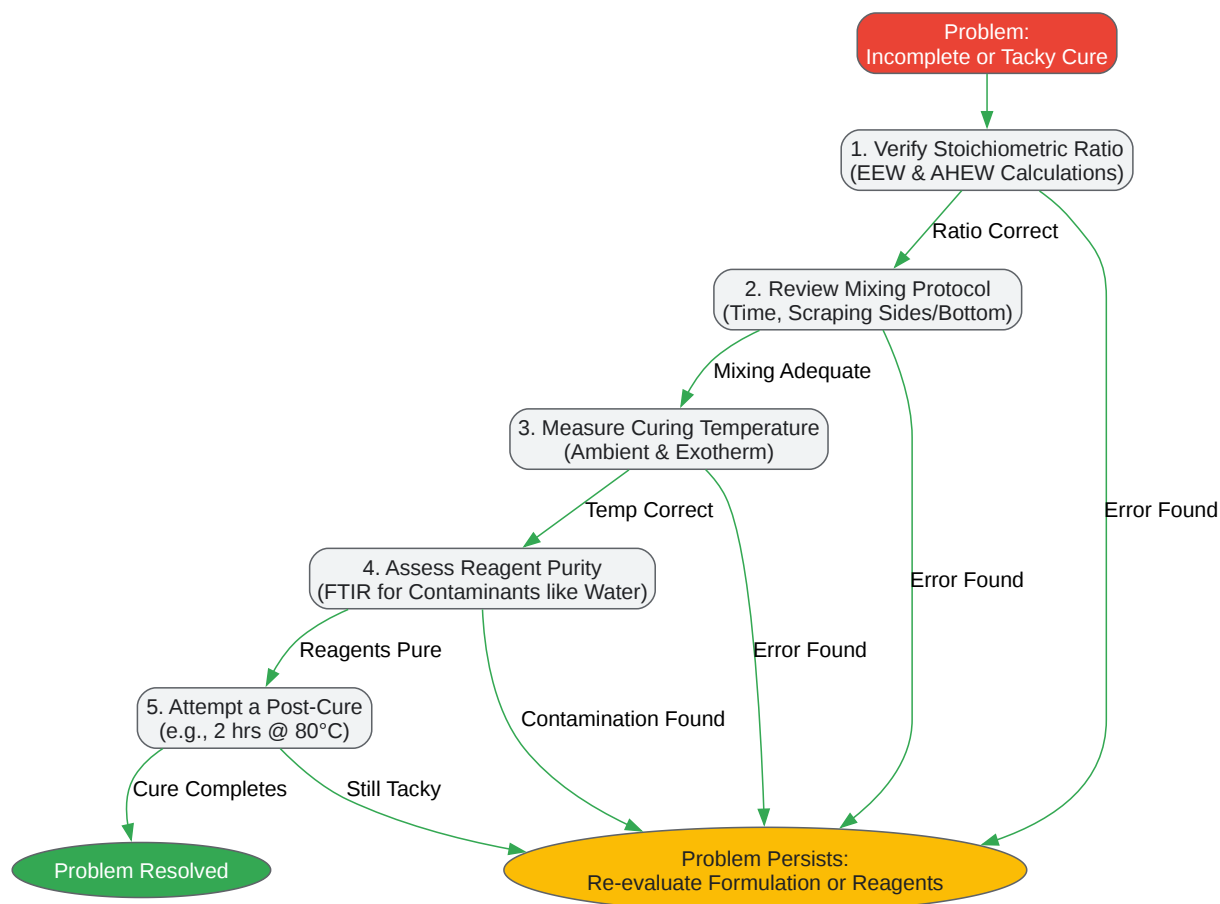 Problem:
Incomplete or Tacky Cure
1. Verify Stoichiometric Ratio
(EEW & AHEW Calculations)
Ratio Correct
2. Review Mixing Protocol
(Time, Scraping Sides/Bottom)
Mixing Adequate
3. Measure Curing Temperature
(Ambient & Exotherm)
Temp Correct
Error Found
4. Assess Reagent Purity
(FTIR for Contaminants like Water)
Error Found
Reagents Pure
Error Found
5. Attempt a Post-Cure
(e.g., 2 hrs @ 80°C)
Contamination Found
Cure Completes
Still Tacky
Problem Resolved
Problem Persists:
Re-evaluate Formulation or Reagents